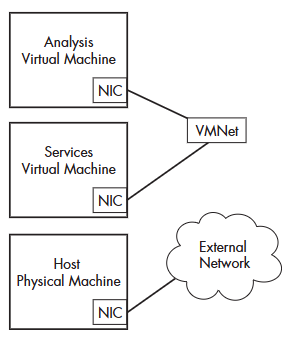 Analysis
Virtual Machine
NIC
VMNet
Services
Virtual Machine
NIC
Host
Physical Machine
NIC
External
Network